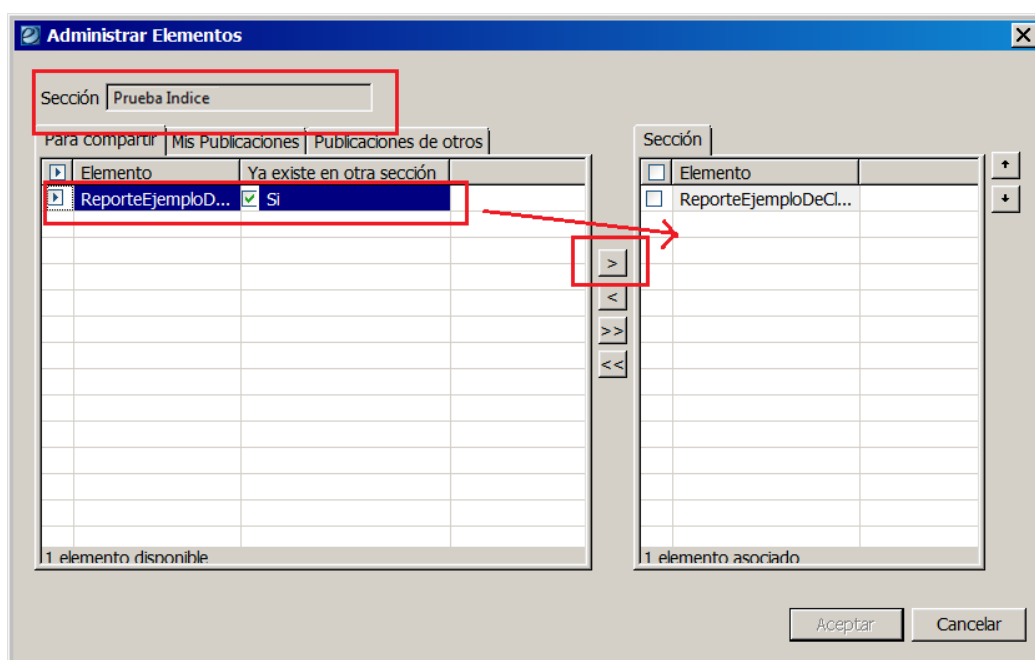 Administrar Elementos
Sección Prueba Indice
Para compartir Mis Publicaciones Publicaciones de otros
Elemento Ya existe en otra sección
ReporteEjemploD... Si
1 elemento disponible
>
<
>>
<<
Sección
Elemento
ReporteEjemploDeCl...
1 elemento asociado
Aceptar Cancelar